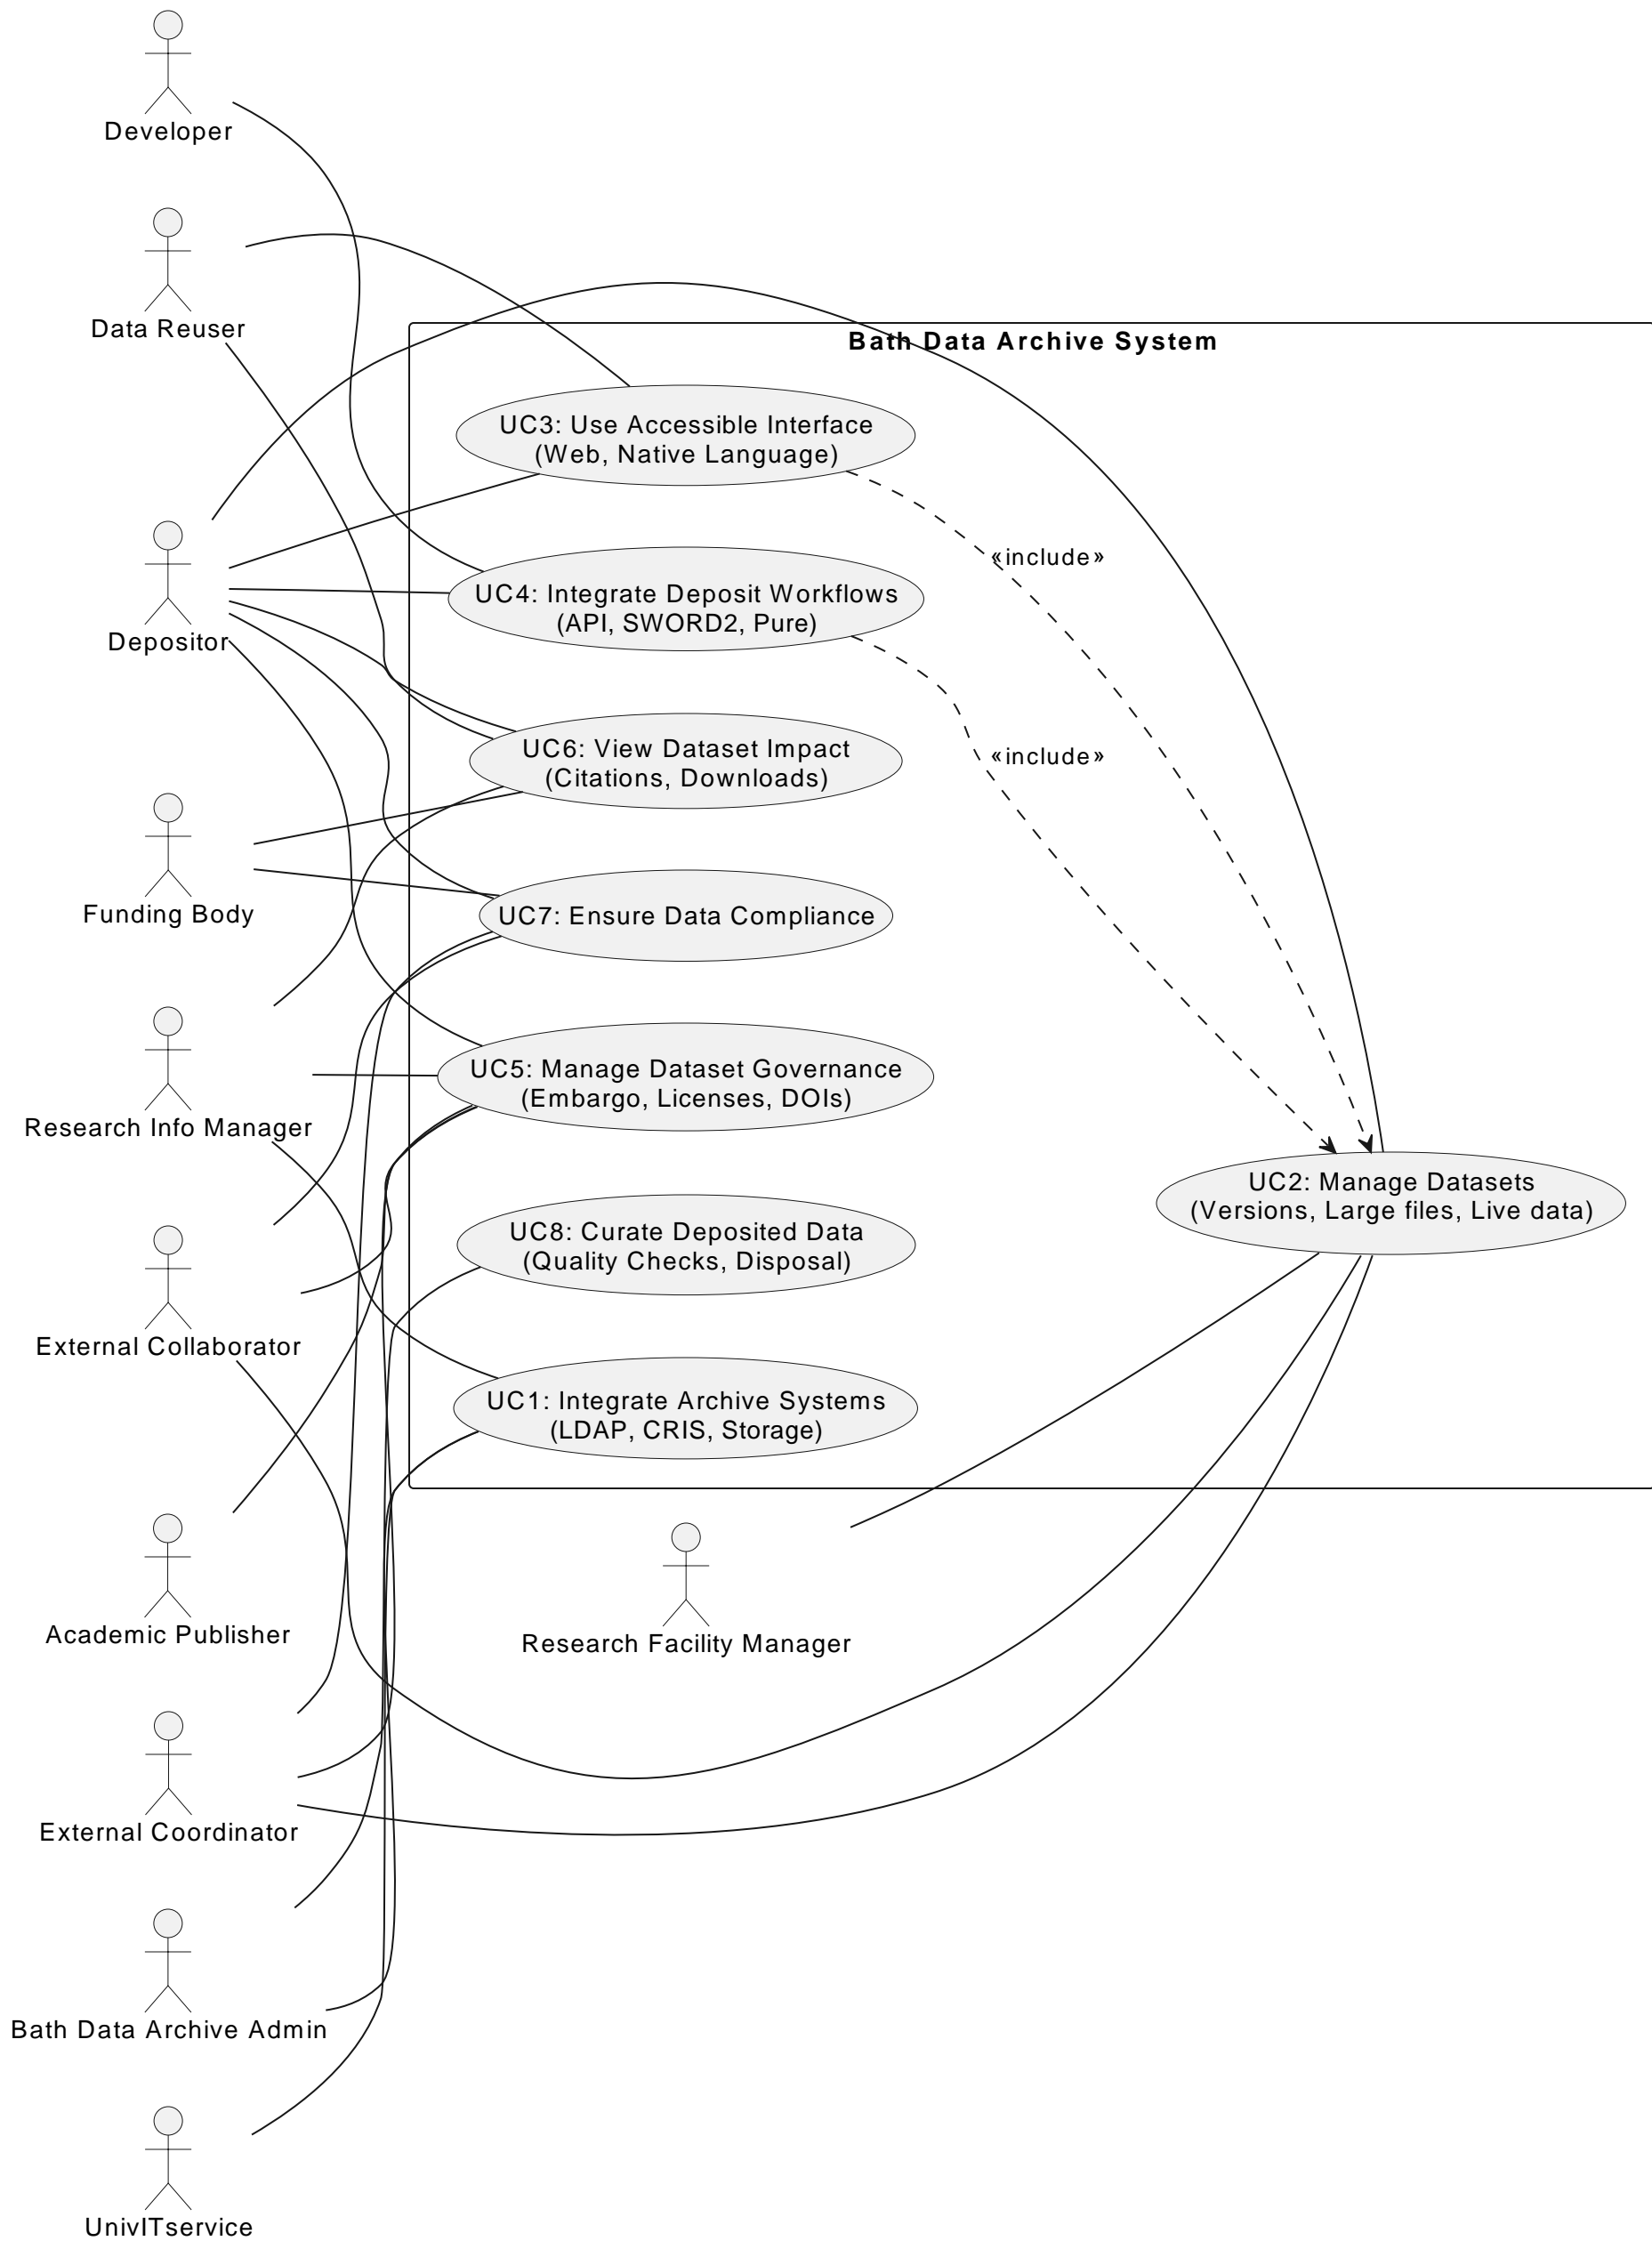 Developer
Data Reuser
Bath Data Archive System
UC3: Use Accessible Interface
(Web, Native Language)
«include»
UC4: Integrate Deposit Workflows
(API, SWORD2, Pure)
Depositor
UC6: View Dataset Impact
(Citations, Downloads)
«include»
Funding Body
UC7: Ensure Data Compliance
UC5: Manage Dataset Governance
(Embargo, Licenses, DOIs)
Research Info Manager
UC2: Manage Datasets
(Versions, Large files, Live data)
UC8: Curate Deposited Data
(Quality Checks, Disposal)
External Collaborator
UC1: Integrate Archive Systems
(LDAP, CRIS, Storage)
Academic Publisher
Research Facility Manager
External Coordinator
Bath Data Archive Admin
UnivITservice